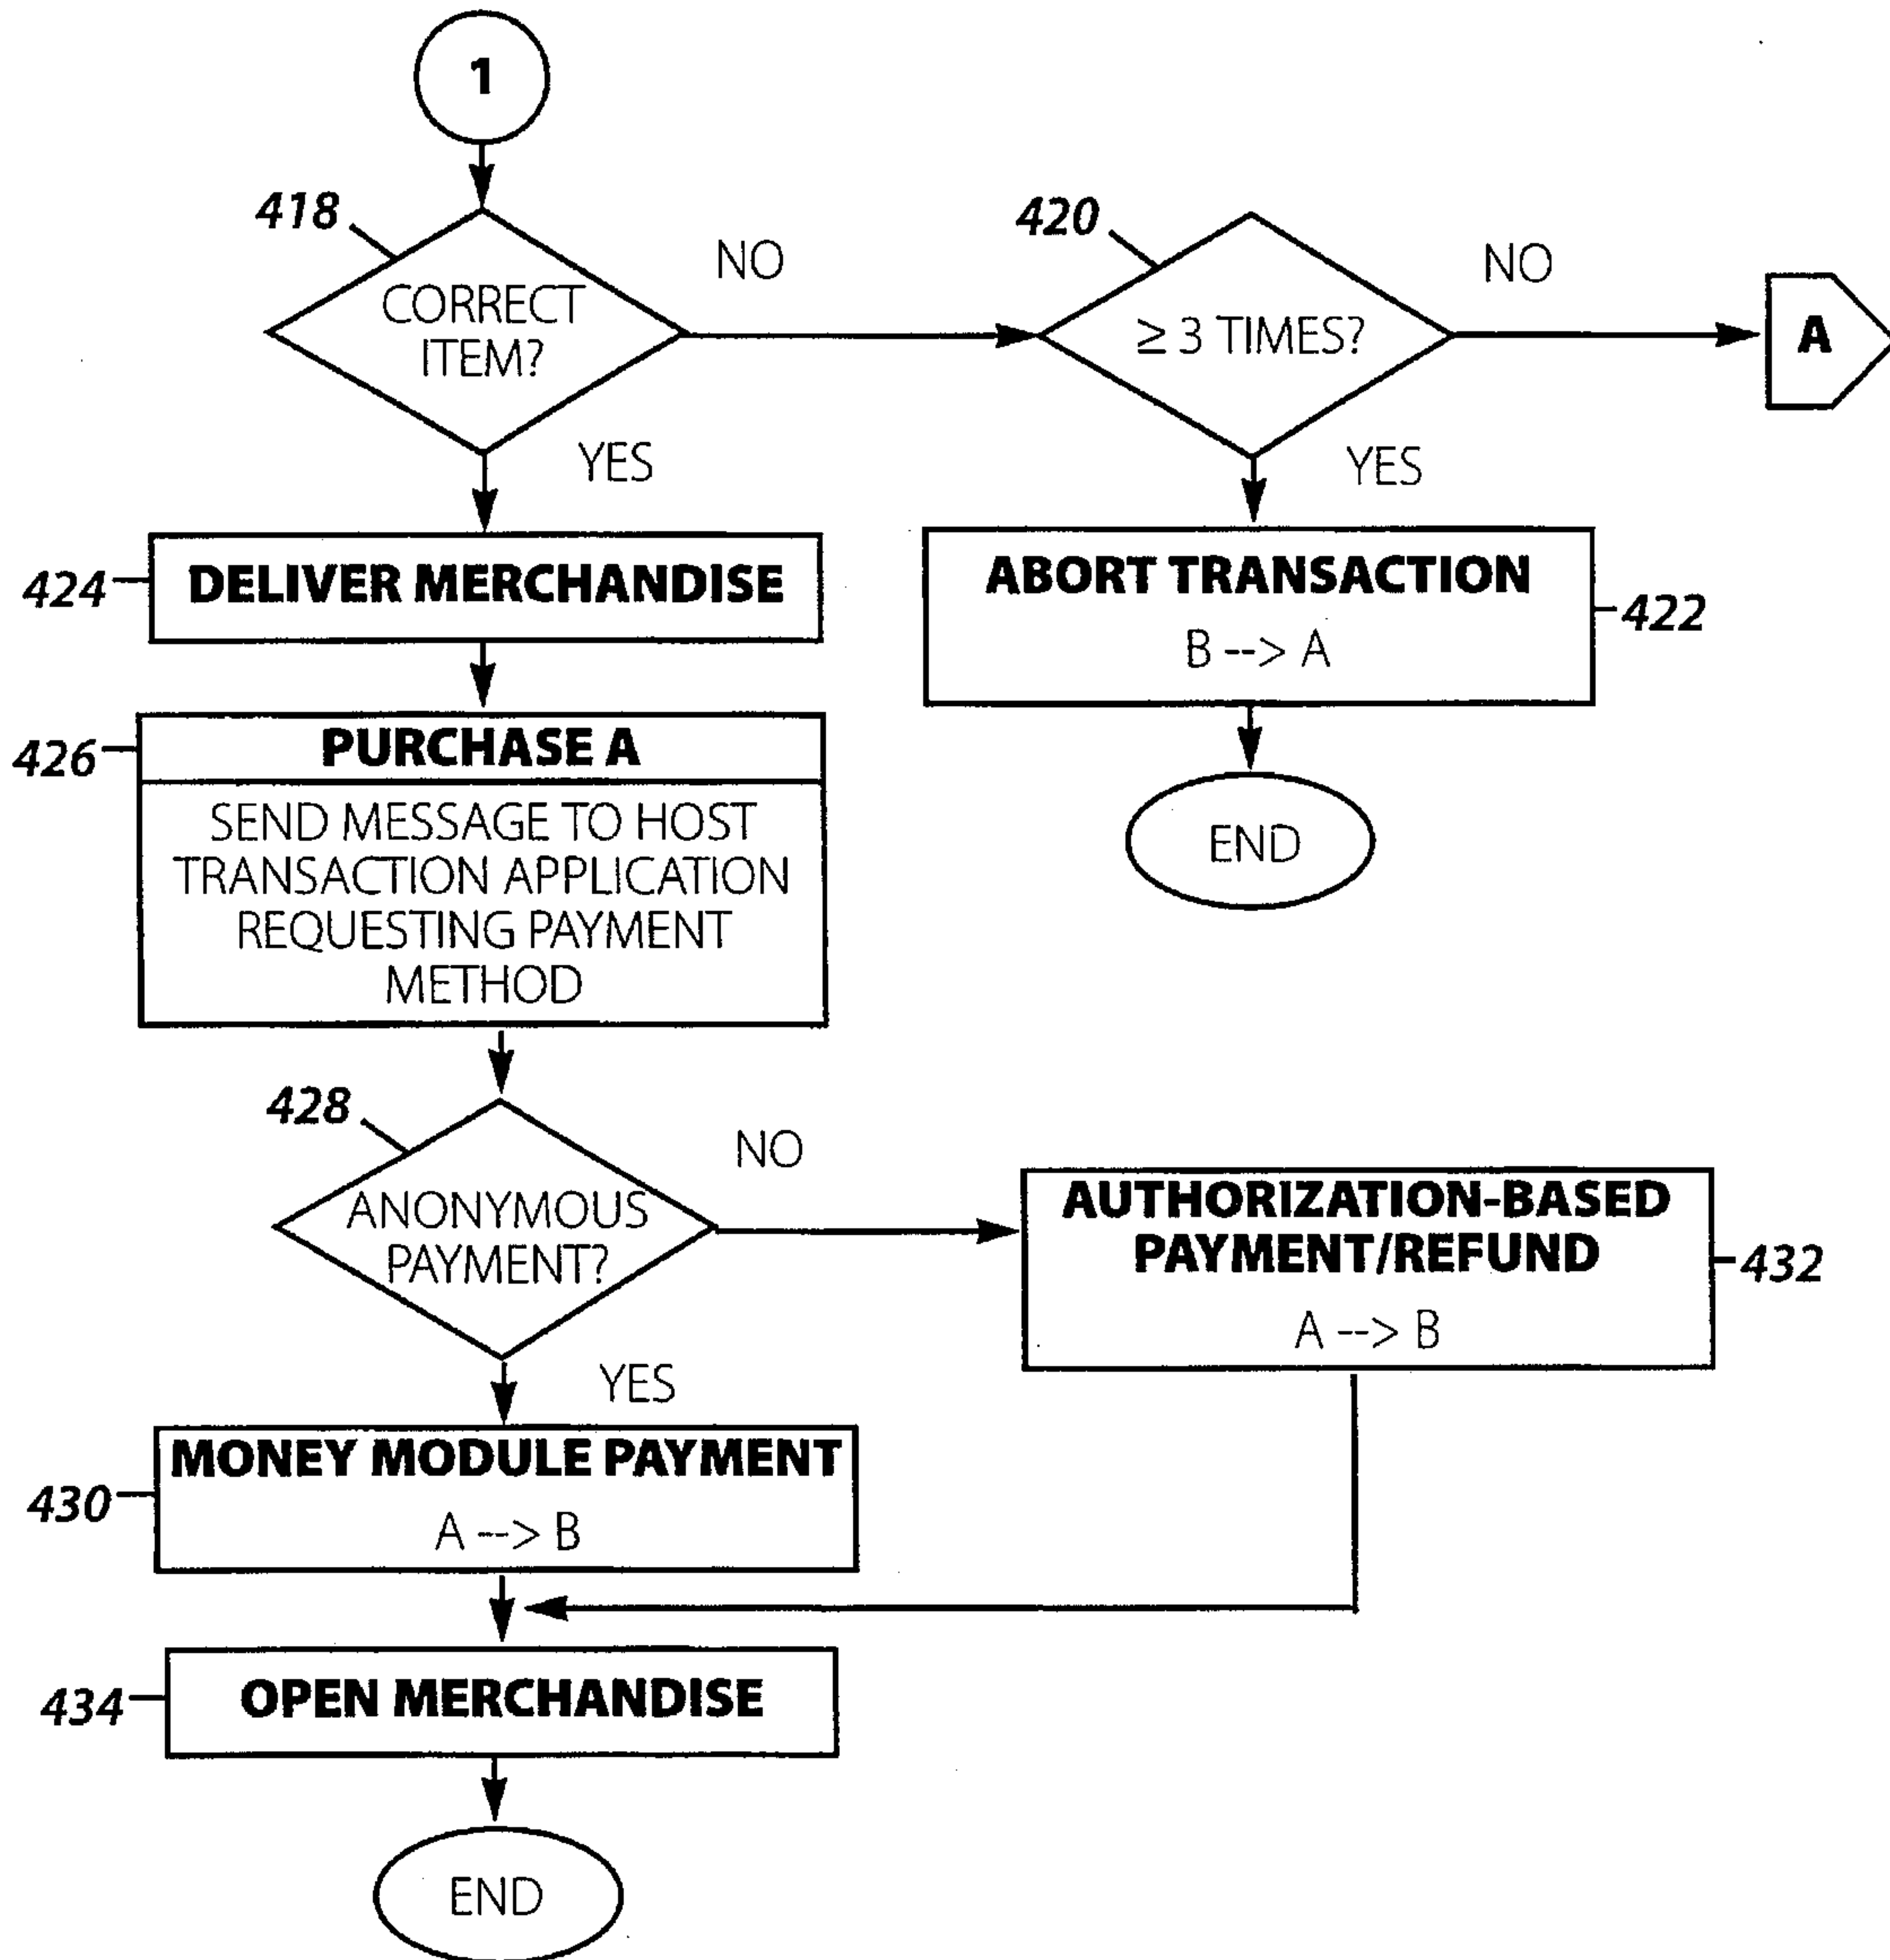 1
418
CORRECT
ITEM?
NO
YES
420
≥ 3 TIMES?
NO
A
YES
424
DELIVER MERCHANDISE
ABORT TRANSACTION
B --> A
422
END
426
PURCHASE A
SEND MESSAGE TO HOST
TRANSACTION APPLICATION
REQUESTING PAYMENT
METHOD
428
ANONYMOUS
PAYMENT?
NO
YES
AUTHORIZATION-BASED
PAYMENT/REFUND
A --> B
432
430
MONEY MODULE PAYMENT
A --> B
434
OPEN MERCHANDISE
END